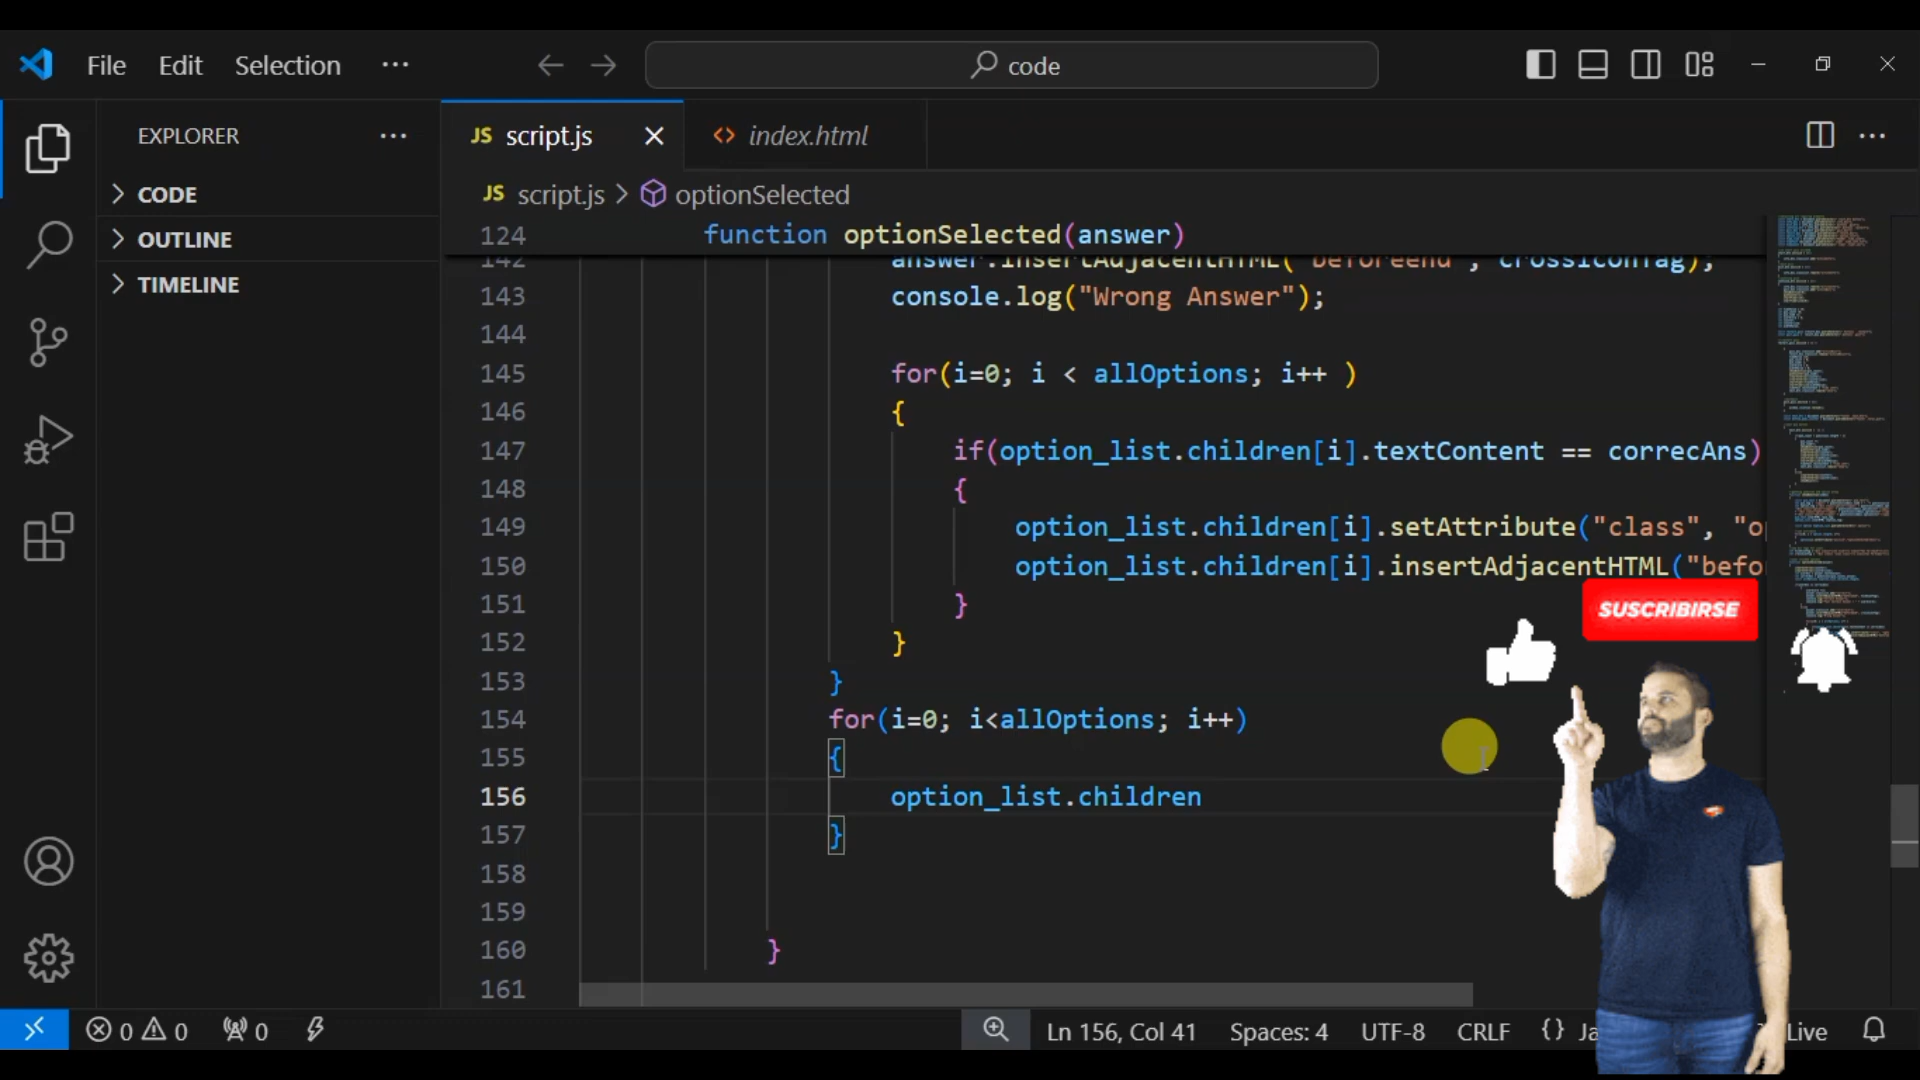 File Edit Selection ··· code
EXPLORER ···
CODE
OUTLINE
TIMELINE
JS script.js index.html
JS script.js > optionSelected
124 function optionSelected(answer)
142 answer.insertAdjacentHTML("beforeend", crossIconTag);
143 console.log("Wrong Answer");
144
145 for(i=0; i < allOptions; i++ )
146 {
147 if(option_list.children[i].textContent == correcAns)
148 {
149 option_list.children[i].setAttribute("class", "op
150 option_list.children[i].insertAdjacentHTML("befo
151 }
152 }
153 }
154 for(i=0; i<allOptions; i++)
155 {
156 option_list.children
157 }
158
159
160 }
161
SUSCRIBIRSE
0 0 0 Ln 156, Col 41 Spaces: 4 UTF-8 CRLF {} Ja Live